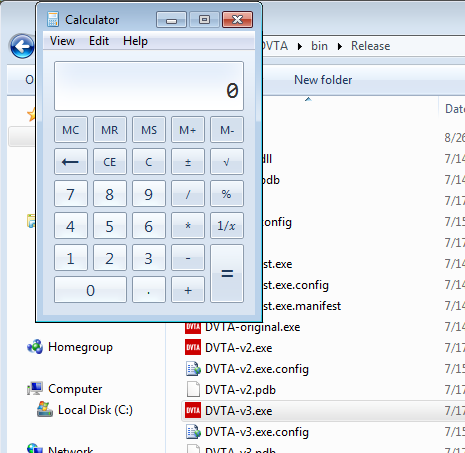 Calculator
View Edit Help
DVTA bin Release
0
New folder
MC MR MS M+ M-
← CE C ± √
7 8 9 / %
4 5 6 * 1/x
1 2 3 - =
0 . +
Date
8/26
dll 7/14
pdb 7/17
7/17
config 7/15
7/17
est.exe 7/14
est.exe.config 7/14
est.exe.manifest 7/14
DVTA-original.exe 7/14
DVTA-v2.exe 7/17
DVTA-v2.exe.config 7/15
DVTA-v2.pdb 7/17
DVTA-v3.exe 7/17
DVTA-v3.exe.config 7/15
DVTA-v3.pdb 7/17
Homegroup
Computer
Local Disk (C:)
Network